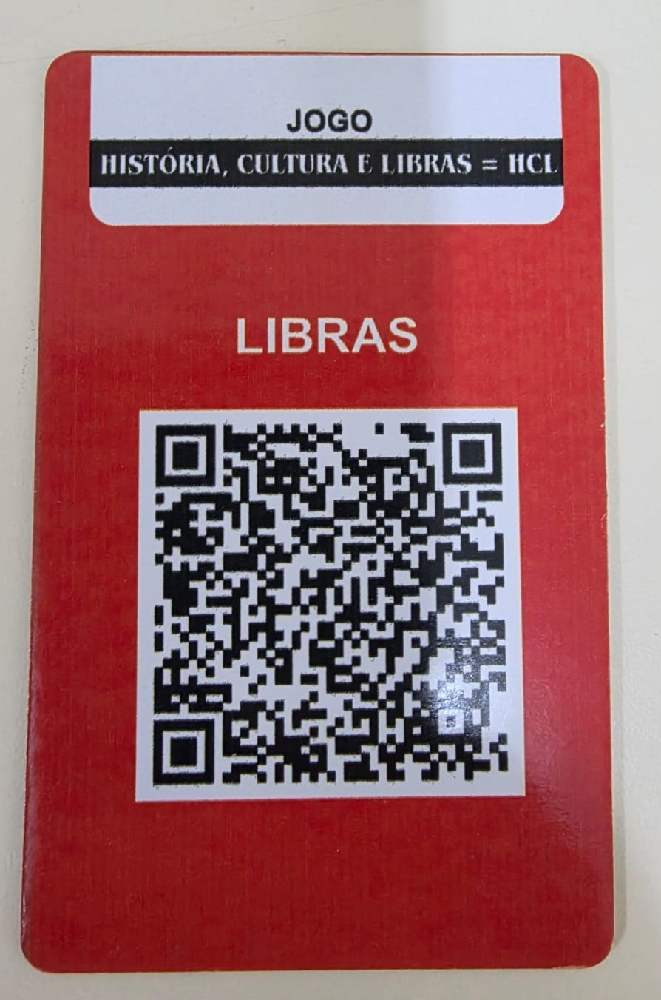 JOGO
HISTÓRIA, CULTURA E LIBRAS = HCL
LIBRAS